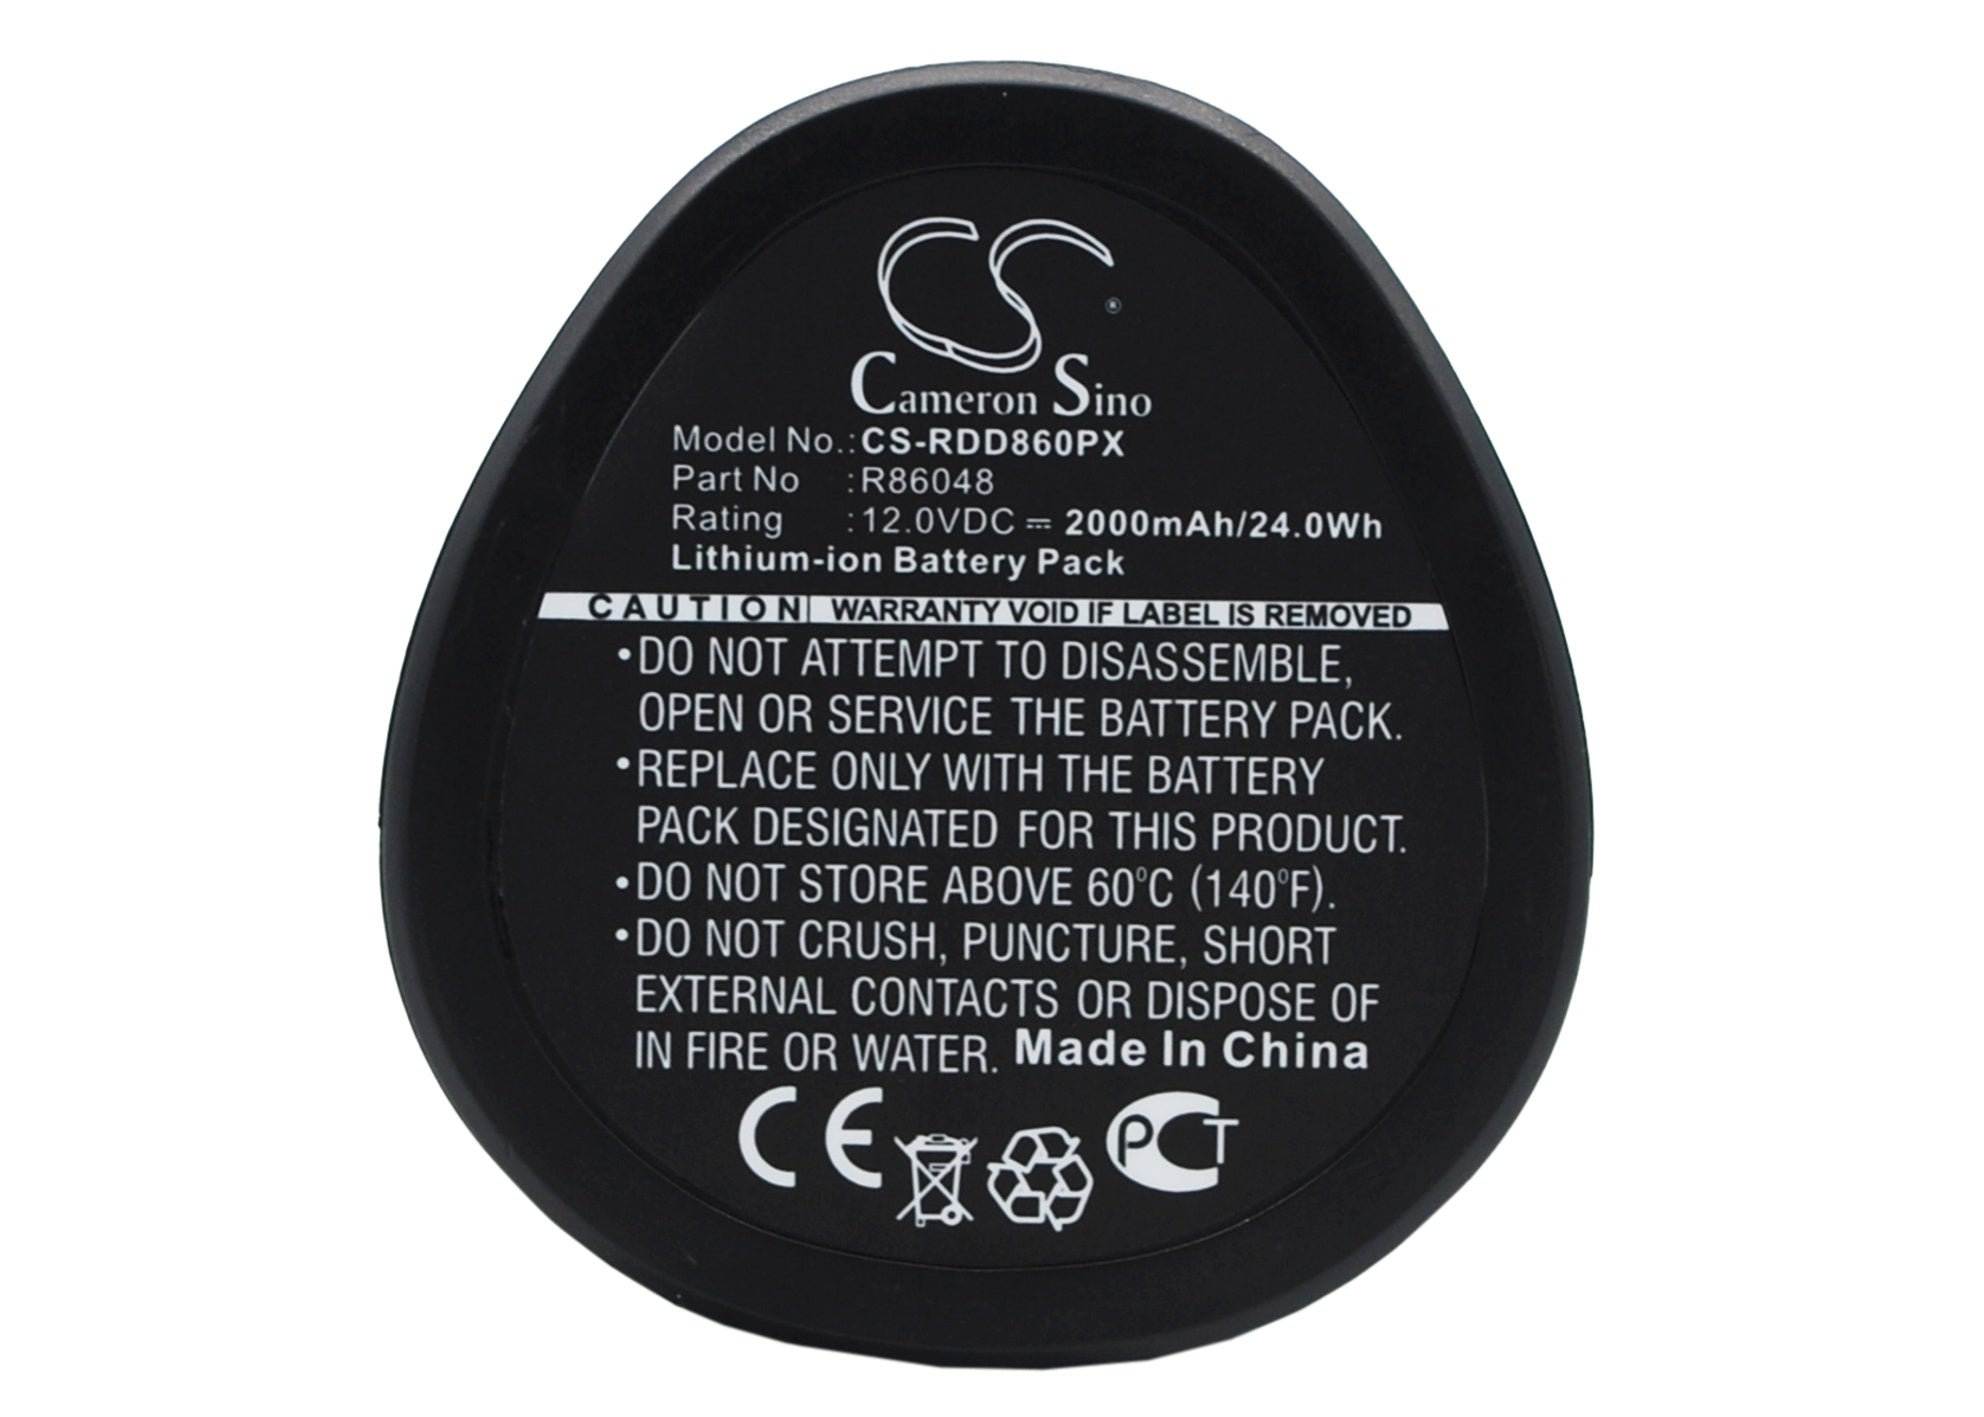 CS ®
Cameron Sino
Model No.: CS-RDD860PX
Part No : R86048
Rating : 12.0VDC ⎓ 2000mAh/24.0Wh
Lithium-ion Battery Pack
CAUTION WARRANTY VOID IF LABEL IS REMOVED
•DO NOT ATTEMPT TO DISASSEMBLE,
OPEN OR SERVICE THE BATTERY PACK.
•REPLACE ONLY WITH THE BATTERY
PACK DESIGNATED FOR THIS PRODUCT.
•DO NOT STORE ABOVE 60°C (140°F).
•DO NOT CRUSH, PUNCTURE, SHORT
EXTERNAL CONTACTS OR DISPOSE OF
IN FIRE OR WATER. Made In China
CE PCT